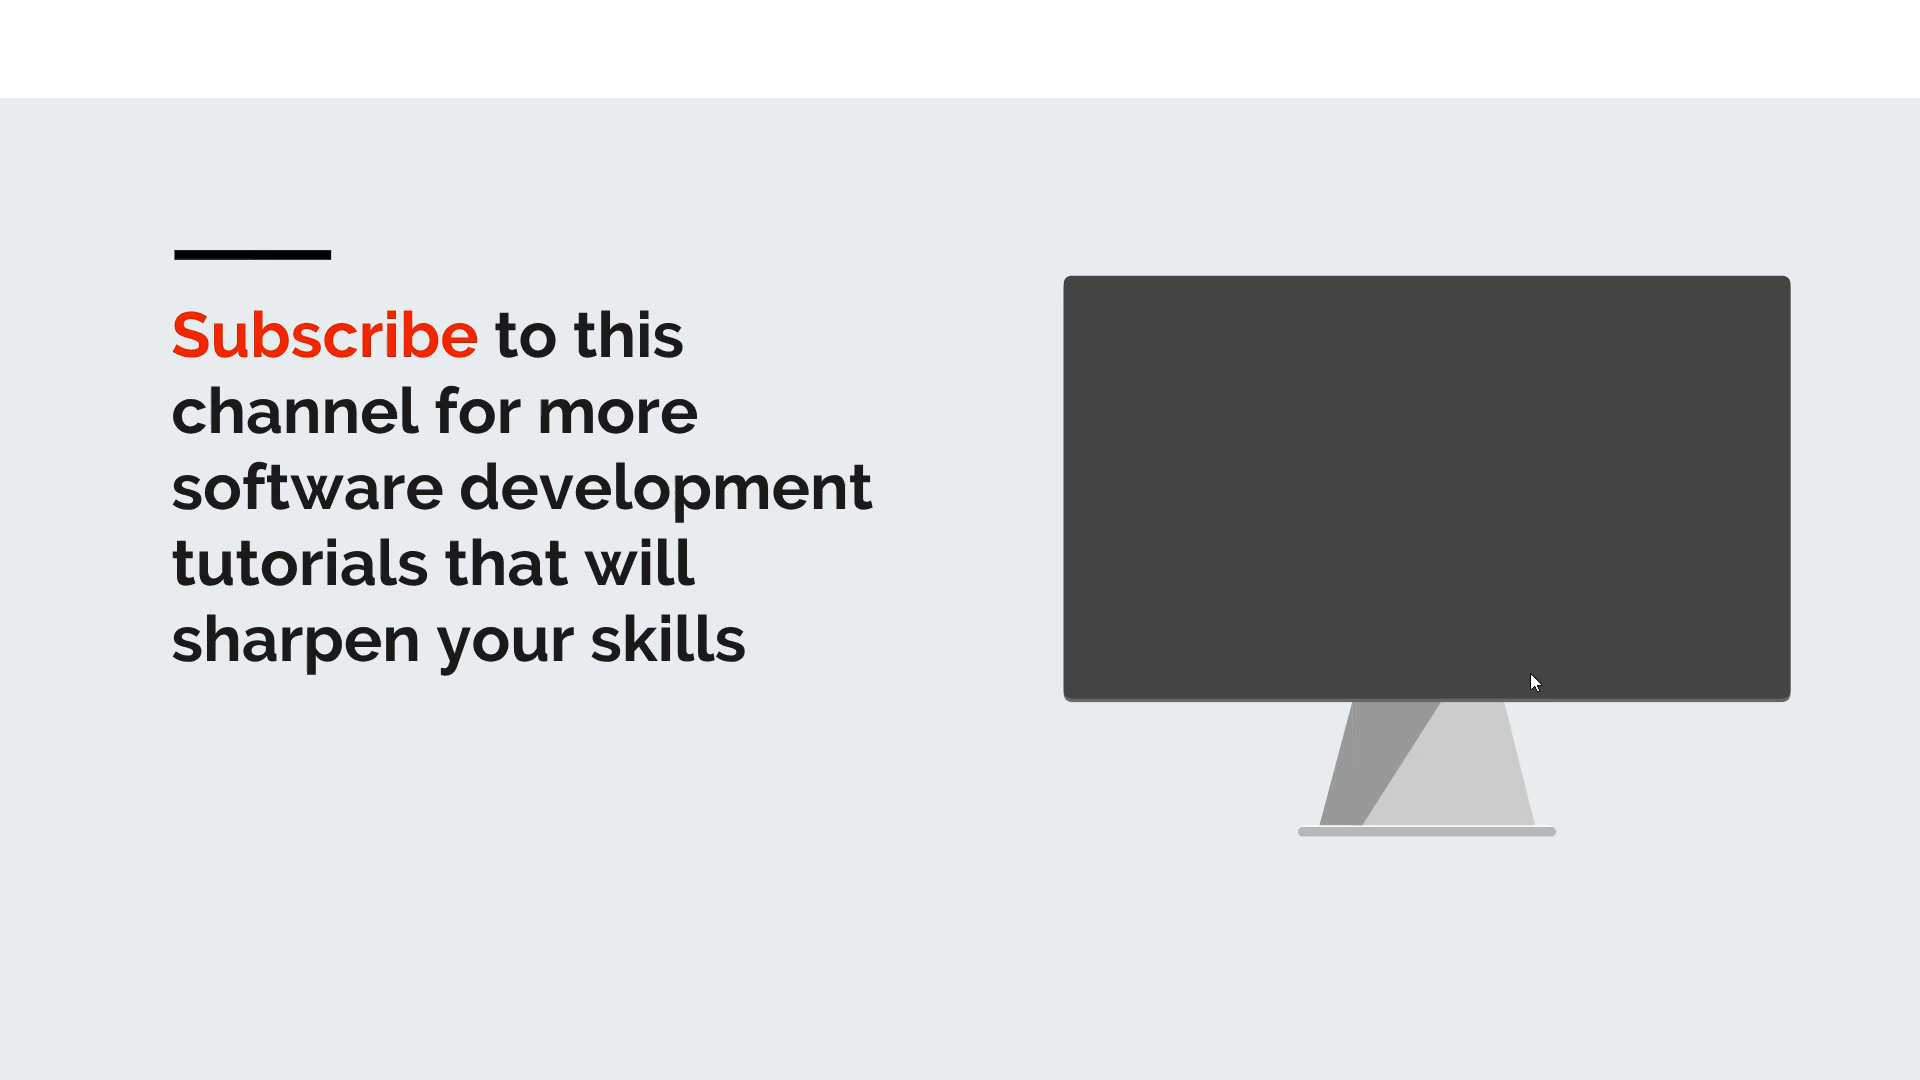 Subscribe to this
channel for more
software development
tutorials that will
sharpen your skills